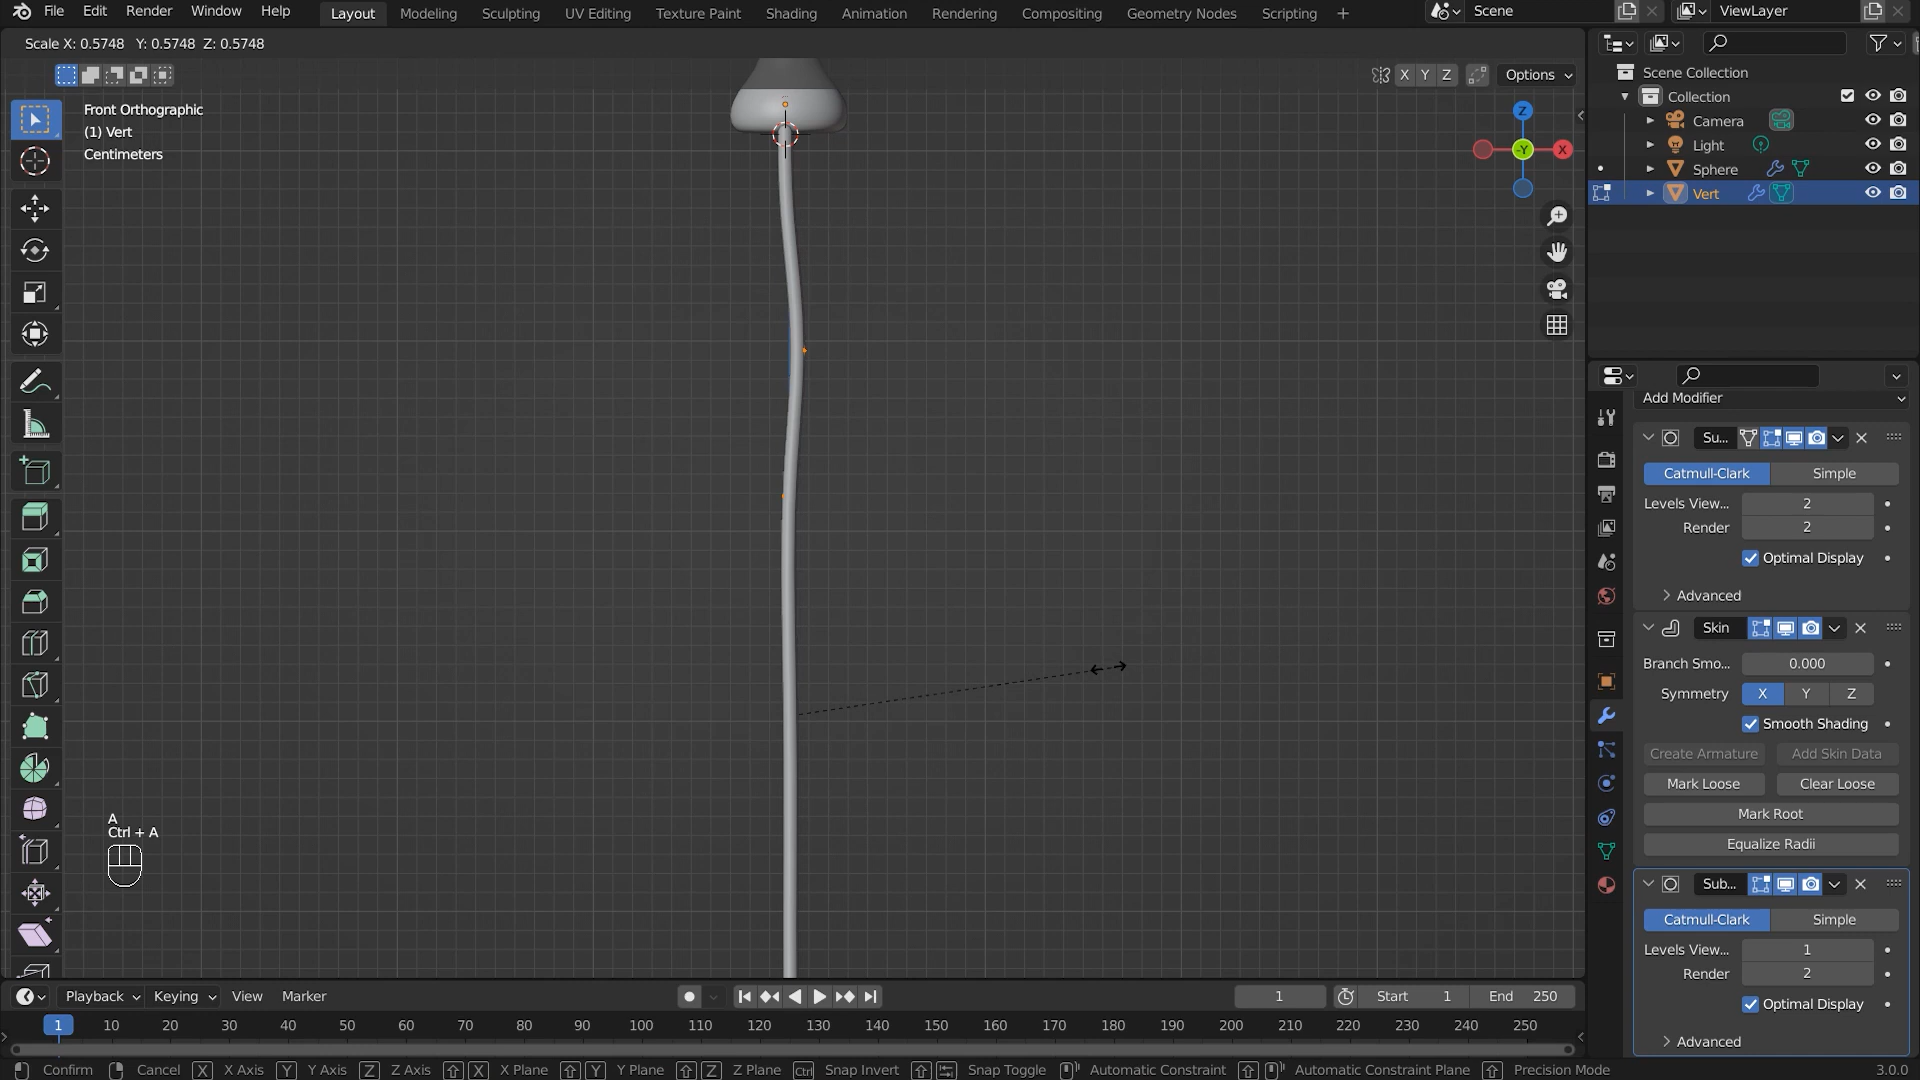 File Edit Render Window Help Layout Modeling Sculpting UV Editing Texture Paint Shading Animation Rendering Compositing Geometry Nodes Scripting + Scene ViewLayer
Scale X: 0.5748 Y: 0.5748 Z: 0.5748
X Y Z Options
Front Orthographic
(1) Vert
Centimeters
Z
-Y X
Scene Collection
Collection
Camera
Light
Sphere
Vert
Add Modifier
Su...
Catmull-Clark Simple
Levels View... 2
Render 2
Optimal Display
Advanced
Skin
Branch Smo... 0.000
Symmetry X Y Z
Smooth Shading
Create Armature Add Skin Data
Mark Loose Clear Loose
Mark Root
Equalize Radii
Sub...
Catmull-Clark Simple
Levels View... 1
Render 2
Optimal Display
Advanced
A
Ctrl + A
Playback Keying View Marker 1 Start 1 End 250
1 10 20 30 40 50 60 70 80 90 100 110 120 130 140 150 160 170 180 190 200 210 220 230 240 250
Confirm Cancel X X Axis Y Y Axis Z Z Axis X X Plane Y Y Plane Z Z Plane Ctrl Snap Invert Snap Toggle Automatic Constraint Automatic Constraint Plane Precision Mode 3.0.0